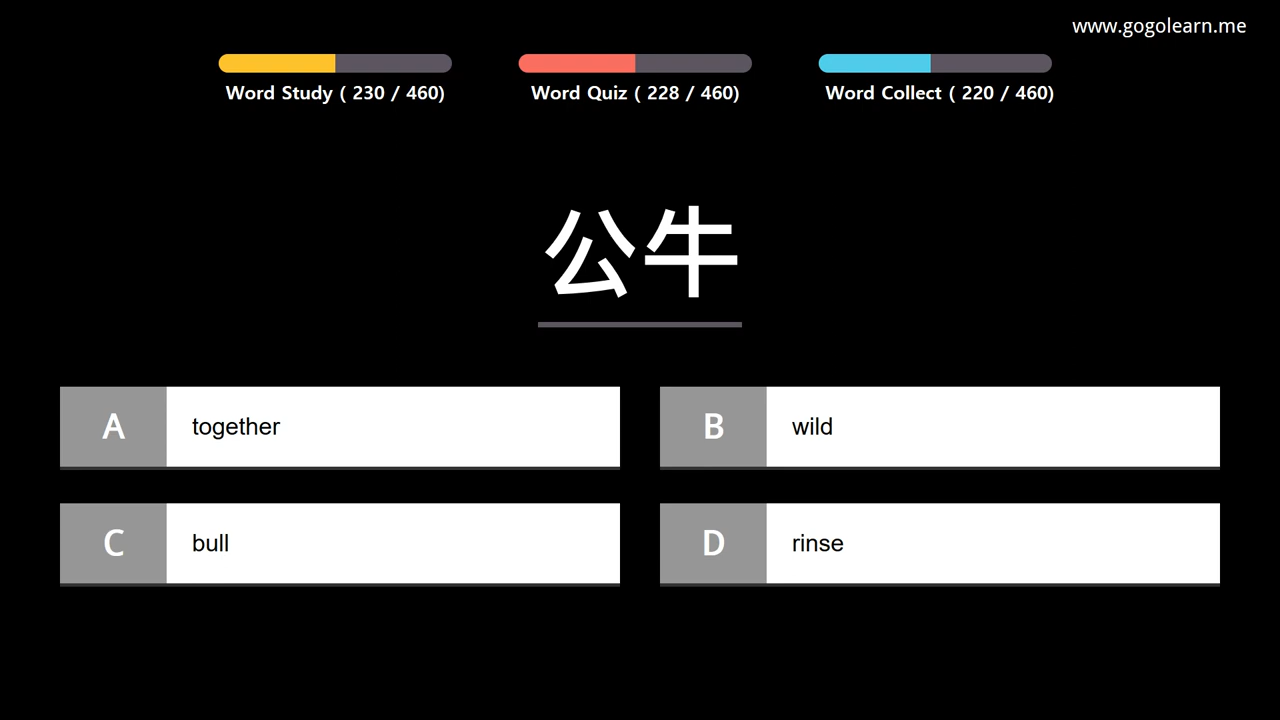 www.gogolearn.me
Word Study ( 230 / 460)
Word Quiz ( 228 / 460)
Word Collect ( 220 / 460)
公牛
A together
B wild
C bull
D rinse